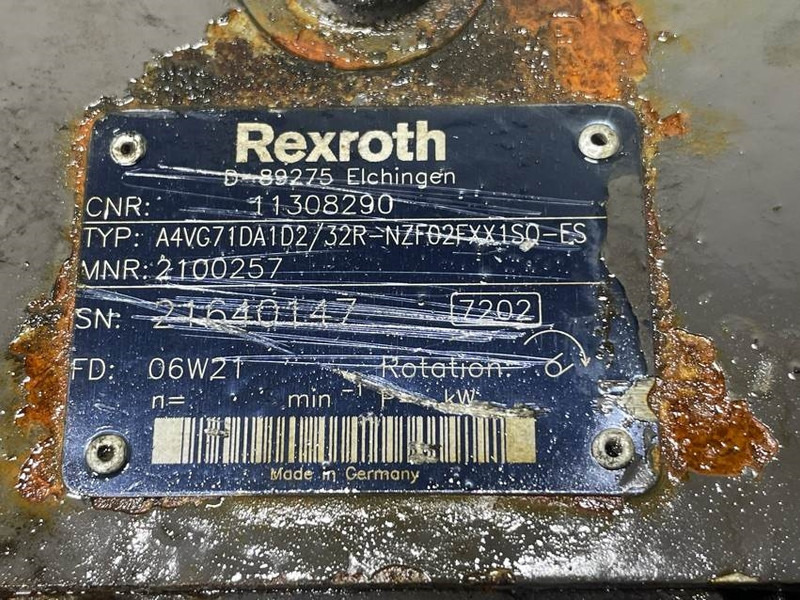 Rexroth
D-89275 Elchingen
CNR: 11308290
TYP: A4VG71DA1D2/32R-NZF02FXX1S0-ES
MNR: 2100257
SN: 21640147 7202
FD: 06W21 Rotation:
n= min⁻¹ P= kW
Made in Germany